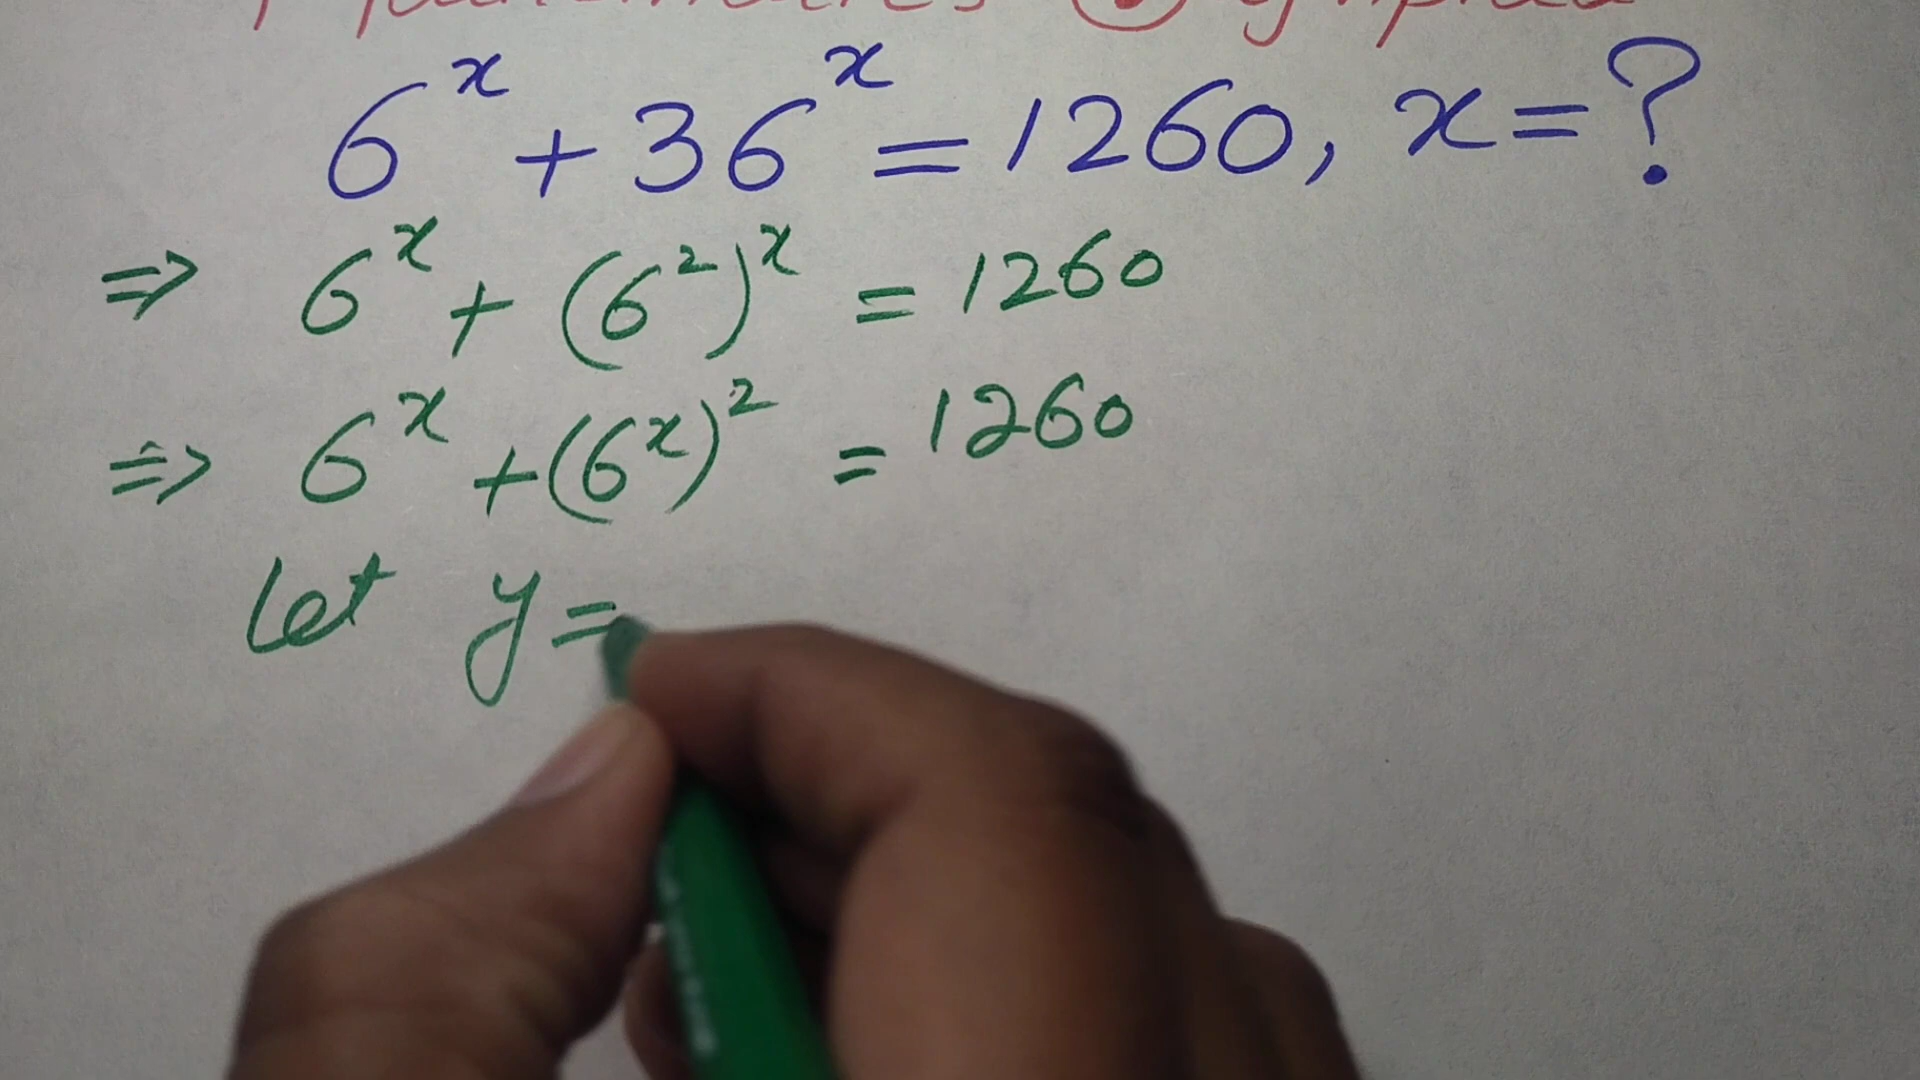 6^x + 36^x = 1260, x = ?
⇒ 6^x + (6^2)^x = 1260
⇒ 6^x + (6^x)^2 = 1260
Let y =